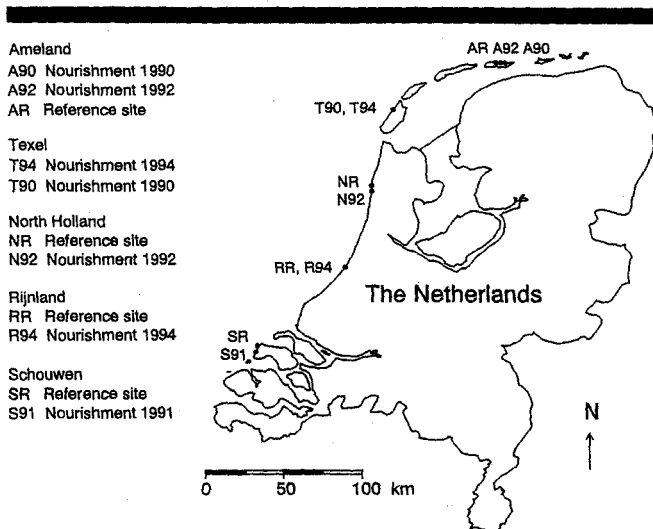 Ameland
A90 Nourishment 1990
A92 Nourishment 1992
AR Reference site
Texel
T94 Nourishment 1994
T90 Nourishment 1990
North Holland
NR Reference site
N92 Nourishment 1992
Rijnland
RR Reference site
R94 Nourishment 1994
Schouwen
SR Reference site
S91 Nourishment 1991
AR A92 A90
T90, T94
NR
N92
RR, R94
The Netherlands
SR
S91
N
0 50 100 km